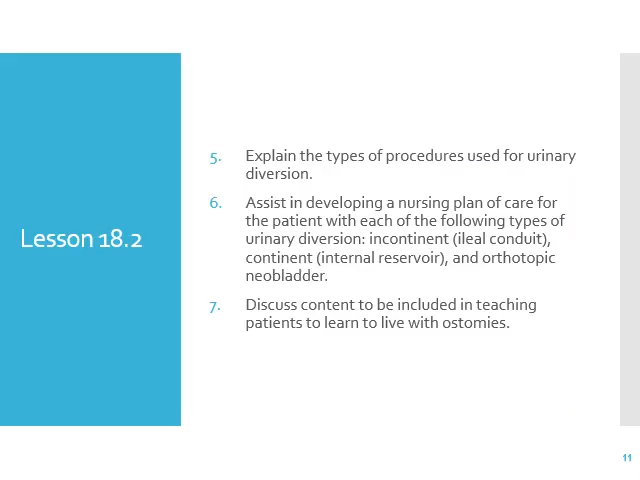 Lesson 18.2
5. Explain the types of procedures used for urinary
diversion.
6. Assist in developing a nursing plan of care for
the patient with each of the following types of
urinary diversion: incontinent (ileal conduit),
continent (internal reservoir), and orthotopic
neobladder.
7. Discuss content to be included in teaching
patients to learn to live with ostomies.
11